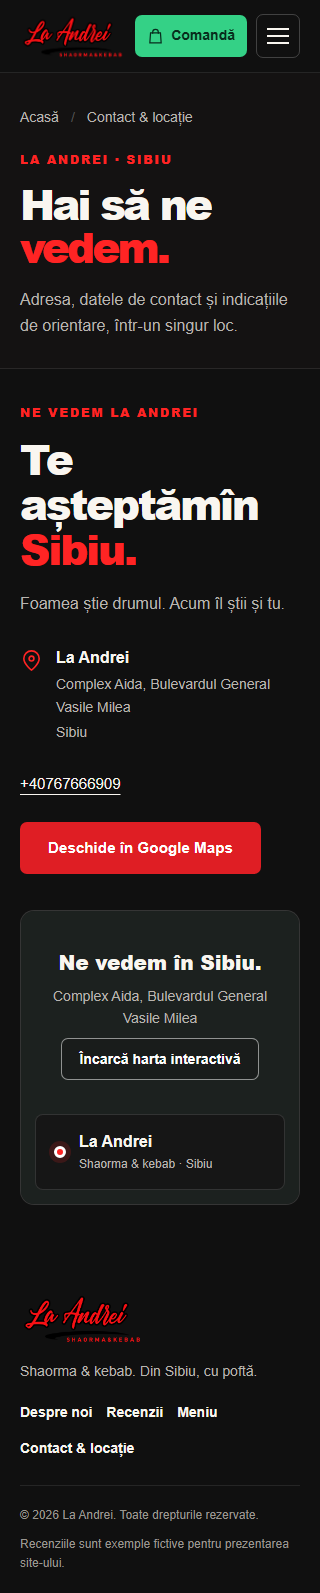 La Andrei
SHAORMA&KEBAB
Comandă
Acasă / Contact & locație
LA ANDREI · SIBIU
Hai să ne
vedem.
Adresa, datele de contact și indicațiile
de orientare, într-un singur loc.
NE VEDEM LA ANDREI
Te
așteptămîn
Sibiu.
Foamea știe drumul. Acum îl știi și tu.
La Andrei
Complex Aida, Bulevardul General
Vasile Milea
Sibiu
+40767666909
Deschide în Google Maps
Ne vedem în Sibiu.
Complex Aida, Bulevardul General
Vasile Milea
Încarcă harta interactivă
La Andrei
Shaorma & kebab · Sibiu
La Andrei
SHAORMA&KEBAB
Shaorma & kebab. Din Sibiu, cu poftă.
Despre noi Recenzii Meniu
Contact & locație
© 2026 La Andrei. Toate drepturile rezervate.
Recenziile sunt exemple fictive pentru prezentarea
site-ului.